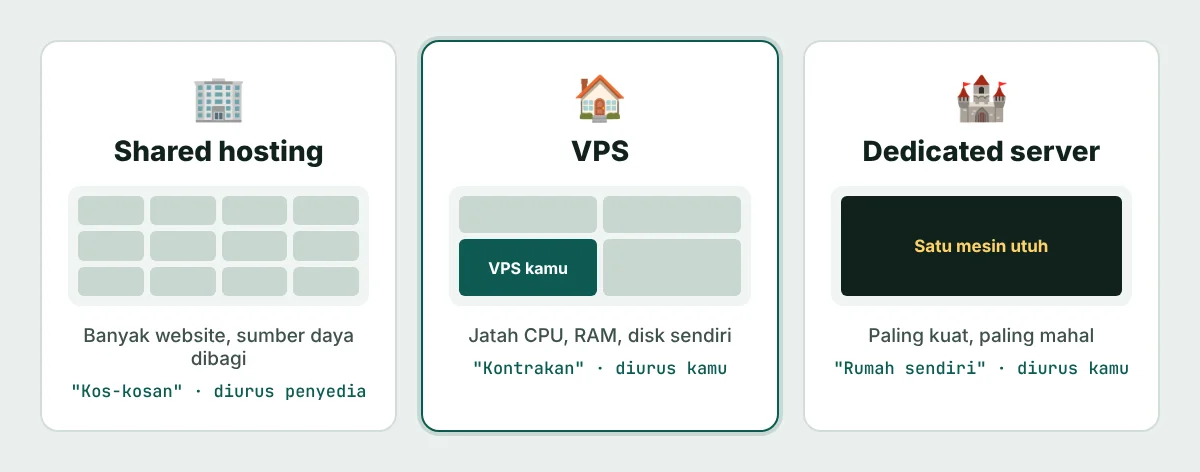 Shared hosting
Banyak website, sumber daya
dibagi
"Kos-kosan" · diurus penyedia
VPS
VPS kamu
Jatah CPU, RAM, disk sendiri
"Kontrakan" · diurus kamu
Dedicated server
Satu mesin utuh
Paling kuat, paling mahal
"Rumah sendiri" · diurus kamu